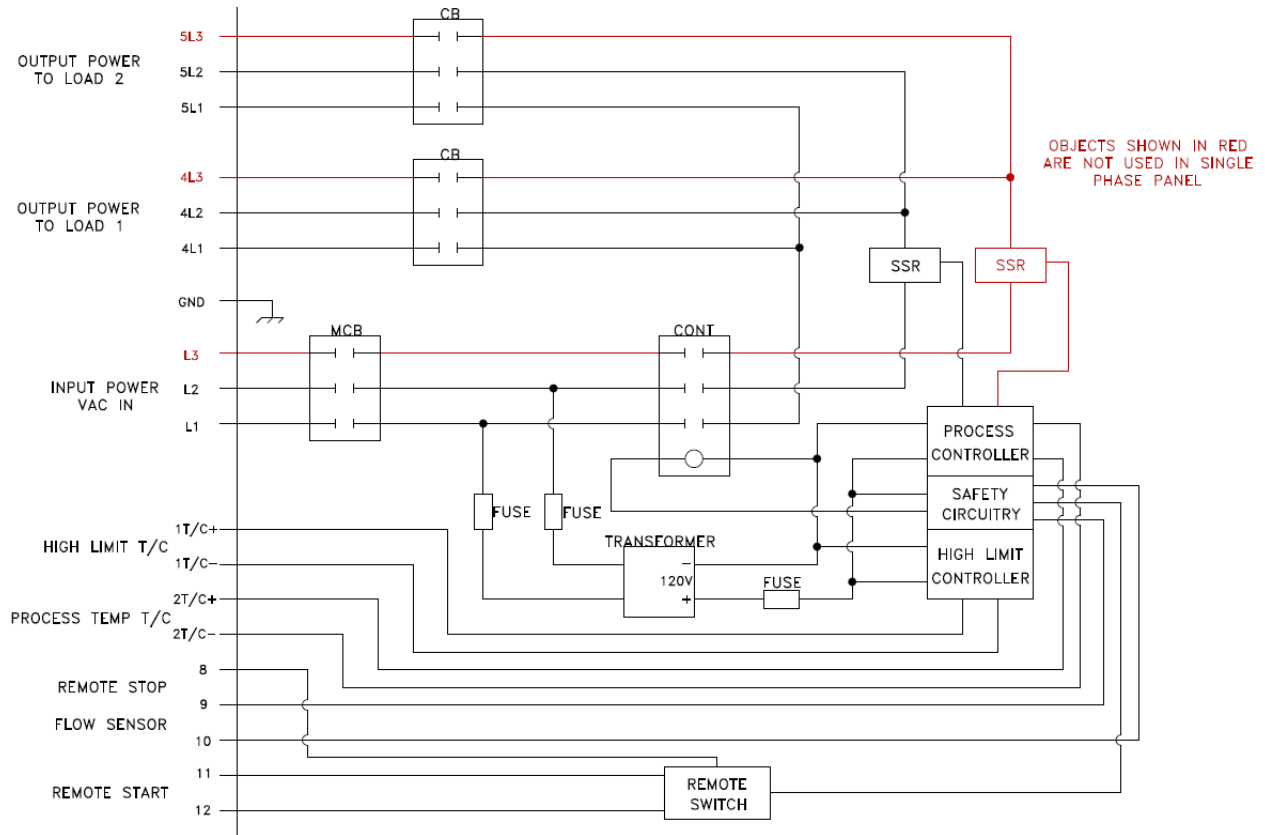 CB
5L3
OUTPUT POWER
TO LOAD 2
5L2
5L1
CB
OBJECTS SHOWN IN RED
ARE NOT USED IN SINGLE
PHASE PANEL
4L3
OUTPUT POWER
TO LOAD 1
4L2
4L1
SSR
SSR
GND
MCB
CONT
L3
INPUT POWER
VAC IN
L2
L1
PROCESS
CONTROLLER
SAFETY
CIRCUITRY
HIGH LIMIT
CONTROLLER
FUSE
FUSE
1T/C+
HIGH LIMIT T/C
1T/C-
TRANSFORMER
-
120V
+
FUSE
2T/C+
PROCESS TEMP T/C
2T/C-
8
REMOTE STOP
9
FLOW SENSOR
10
11
REMOTE START
12
REMOTE
SWITCH